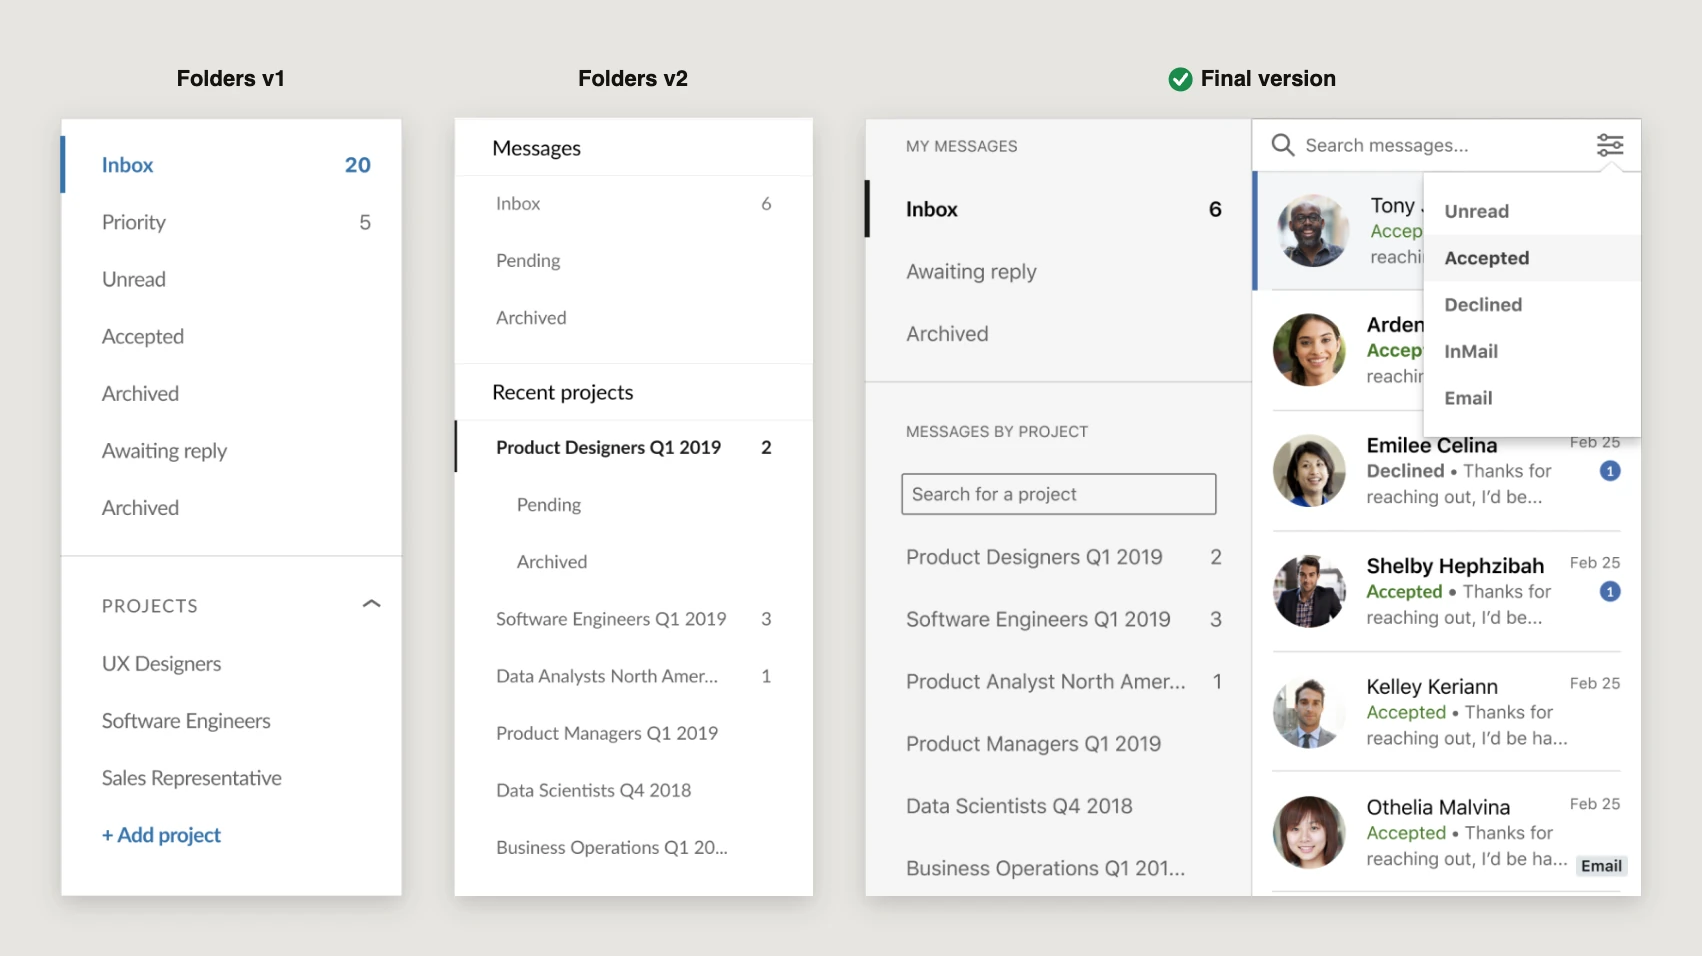 Folders v1
Inbox 20
Priority 5
Unread
Accepted
Archived
Awaiting reply
Archived
PROJECTS
UX Designers
Software Engineers
Sales Representative
+ Add project
Folders v2
Messages
Inbox 6
Pending
Archived
Recent projects
Product Designers Q1 2019 2
Pending
Archived
Software Engineers Q1 2019 3
Data Analysts North Amer... 1
Product Managers Q1 2019
Data Scientists Q4 2018
Business Operations Q1 20...
Final version
MY MESSAGES
Inbox 6
Awaiting reply
Archived
MESSAGES BY PROJECT
Search for a project
Product Designers Q1 2019 2
Software Engineers Q1 2019 3
Product Analyst North Amer... 1
Product Managers Q1 2019
Data Scientists Q4 2018
Business Operations Q1 201...
Search messages...
Unread
Accepted
Declined
InMail
Email
Tony
Accep
reachi
Arden
Accep
reachin
Emilee Celina Feb 25
Declined • Thanks for 1
reaching out, I'd be...
Shelby Hephzibah Feb 25
Accepted • Thanks for 1
reaching out, I'd be...
Kelley Keriann Feb 25
Accepted • Thanks for
reaching out, I'd be ha...
Othelia Malvina Feb 25
Accepted • Thanks for
reaching out, I'd be ha...
Email